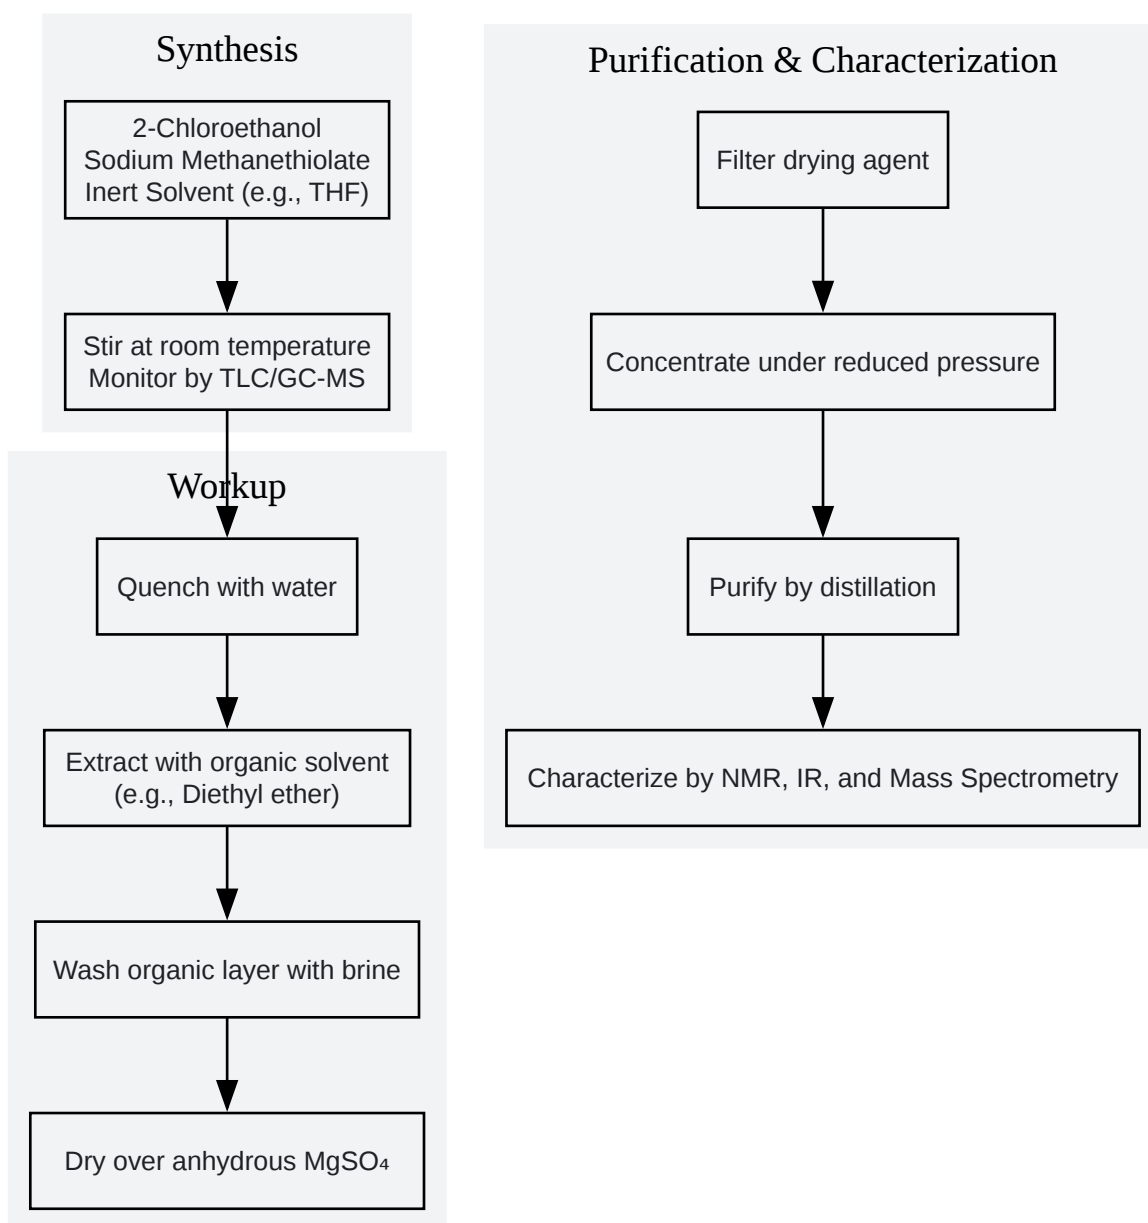 Synthesis
2-Chloroethanol
Sodium Methanethiolate
Inert Solvent (e.g., THF)
Stir at room temperature
Monitor by TLC/GC-MS
Workup
Quench with water
Extract with organic solvent
(e.g., Diethyl ether)
Wash organic layer with brine
Dry over anhydrous MgSO₄
Purification & Characterization
Filter drying agent
Concentrate under reduced pressure
Purify by distillation
Characterize by NMR, IR, and Mass Spectrometry